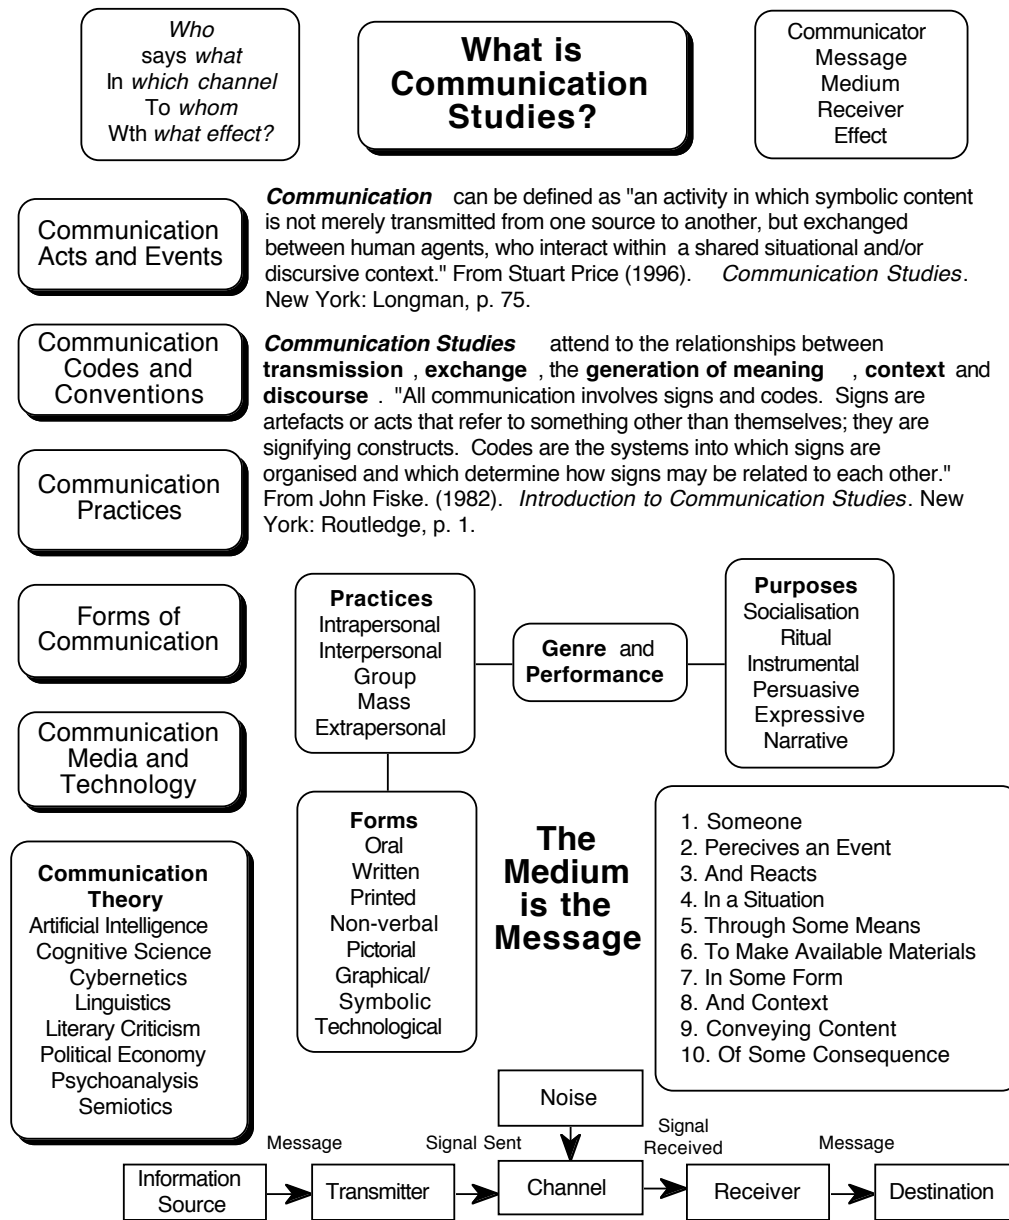 Who
says what
In which channel
To whom
Wth what effect?
What is
Communication
Studies?
Communicator
Message
Medium
Receiver
Effect
Communication
Acts and Events
Communication can be defined as "an activity in which symbolic content
is not merely transmitted from one source to another, but exchanged
between human agents, who interact within a shared situational and/or
discursive context." From Stuart Price (1996). Communication Studies.
New York: Longman, p. 75.
Communication
Codes and
Conventions
Communication Studies attend to the relationships between
transmission , exchange , the generation of meaning , context and
discourse . "All communication involves signs and codes. Signs are
artefacts or acts that refer to something other than themselves; they are
signifying constructs. Codes are the systems into which signs are
organised and which determine how signs may be related to each other."
From John Fiske. (1982). Introduction to Communication Studies. New
York: Routledge, p. 1.
Communication
Practices
Forms of
Communication
Communication
Media and
Technology
Communication
Theory
Artificial Intelligence
Cognitive Science
Cybernetics
Linguistics
Literary Criticism
Political Economy
Psychoanalysis
Semiotics
Practices
Intrapersonal
Interpersonal
Group
Mass
Extrapersonal
Genre and
Performance
Purposes
Socialisation
Ritual
Instrumental
Persuasive
Expressive
Narrative
Forms
Oral
Written
Printed
Non-verbal
Pictorial
Graphical/
Symbolic
Technological
The
Medium
is the
Message
1. Someone
2. Perecives an Event
3. And Reacts
4. In a Situation
5. Through Some Means
6. To Make Available Materials
7. In Some Form
8. And Context
9. Conveying Content
10. Of Some Consequence
Noise
Message
Signal Sent
Signal
Received
Message
Information
Source
Transmitter
Channel
Receiver
Destination